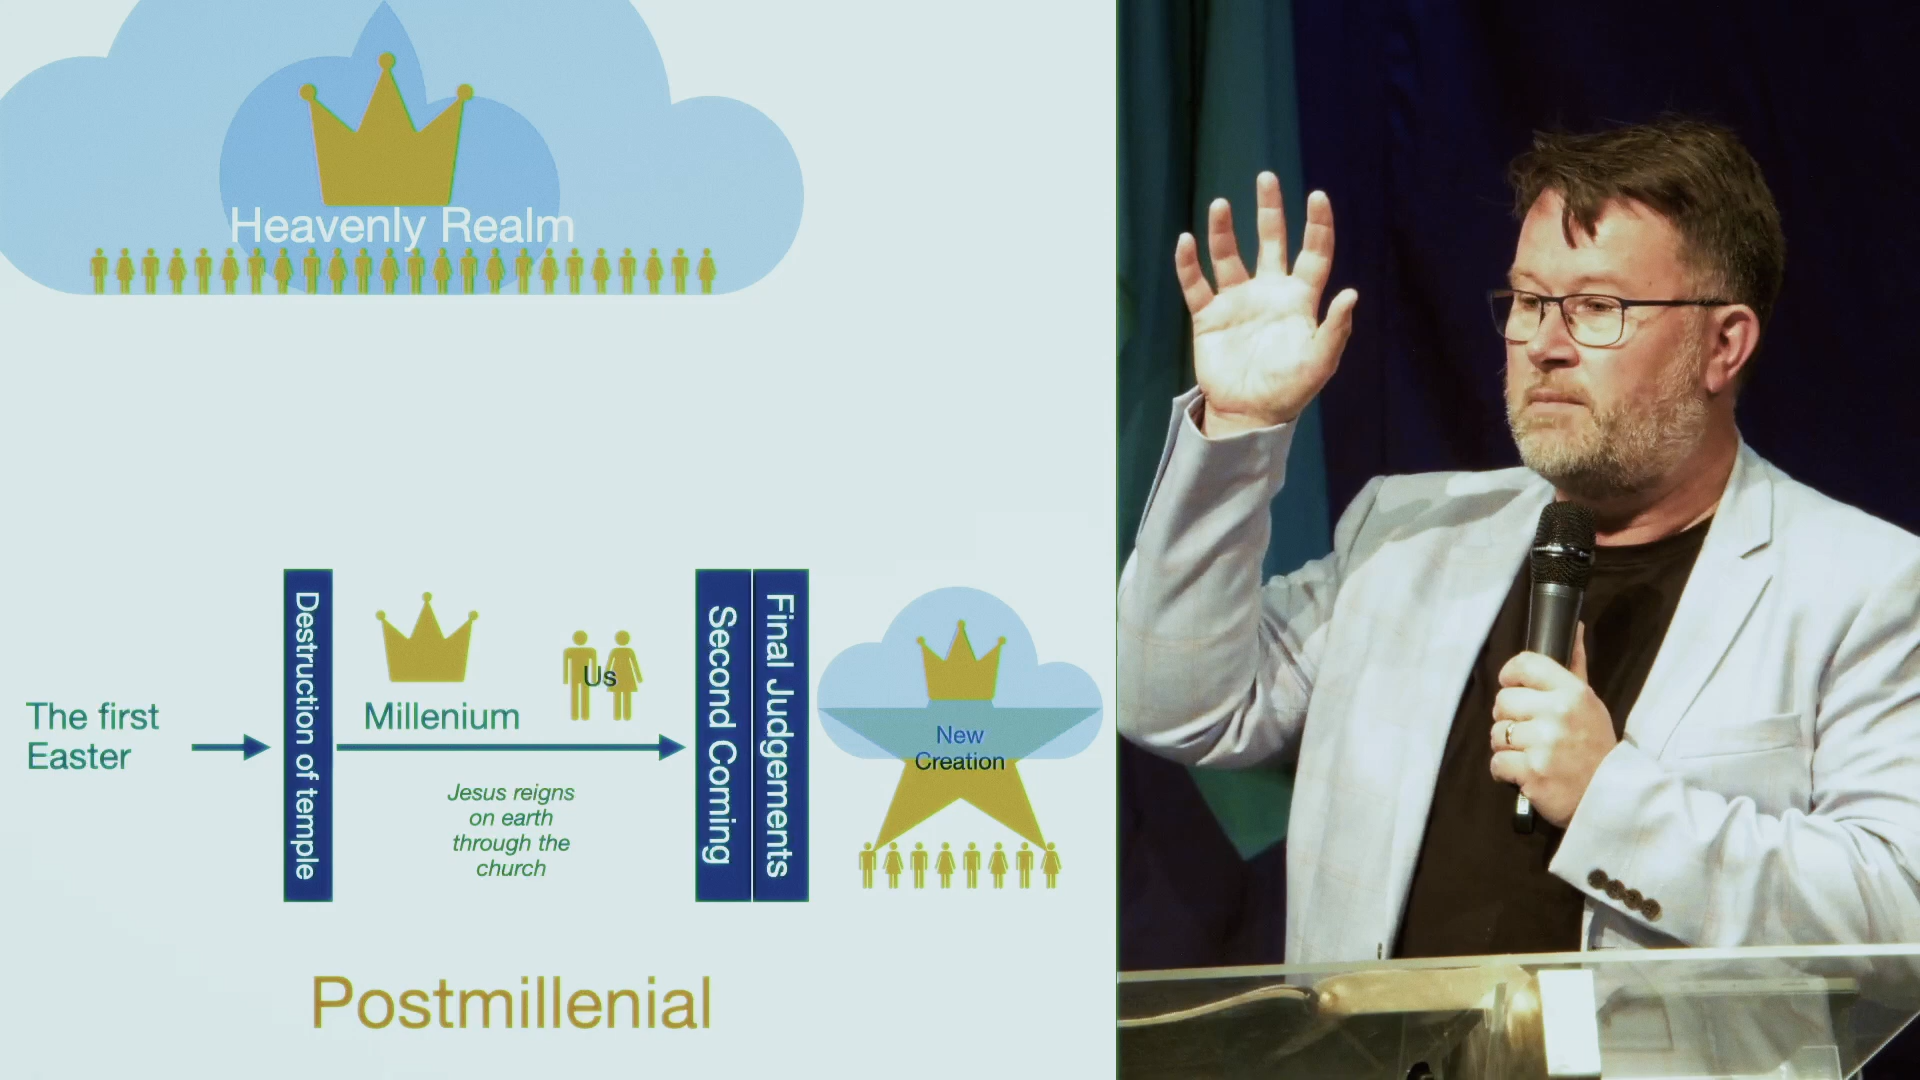 Heavenly Realm
The first
Easter
Destruction of temple
Millenium
Us
Jesus reigns
on earth
through the
church
Second Coming
Final Judgements
New
Creation
Postmillenial